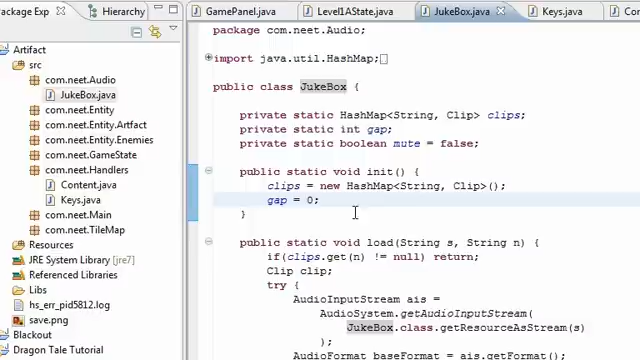 Package Exp
Hierarchy
Artifact
src
com.neet.Audio
JukeBox.java
com.neet.Entity
com.neet.Entity.Artifact
com.neet.Entity.Enemies
com.neet.GameState
com.neet.Handlers
Content.java
Keys.java
com.neet.Main
com.neet.TileMap
Resources
JRE System Library [jre7]
Referenced Libraries
Libs
hs_err_pid5812.log
save.png
Blackout
Dragon Tale Tutorial
GamePanel.java
Level1AState.java
JukeBox.java
Keys.java
package com.neet.Audio;
import java.util.HashMap;
public class JukeBox {
private static HashMap<String, Clip> clips;
private static int gap;
private static boolean mute = false;
public static void init() {
clips = new HashMap<String, Clip>();
gap = 0;
}
public static void load(String s, String n) {
if(clips.get(n) != null) return;
Clip clip;
try {
AudioInputStream ais =
AudioSystem.getAudioInputStream(
JukeBox.class.getResourceAsStream(s)
);
AudioFormat baseFormat = ais.getFormat();